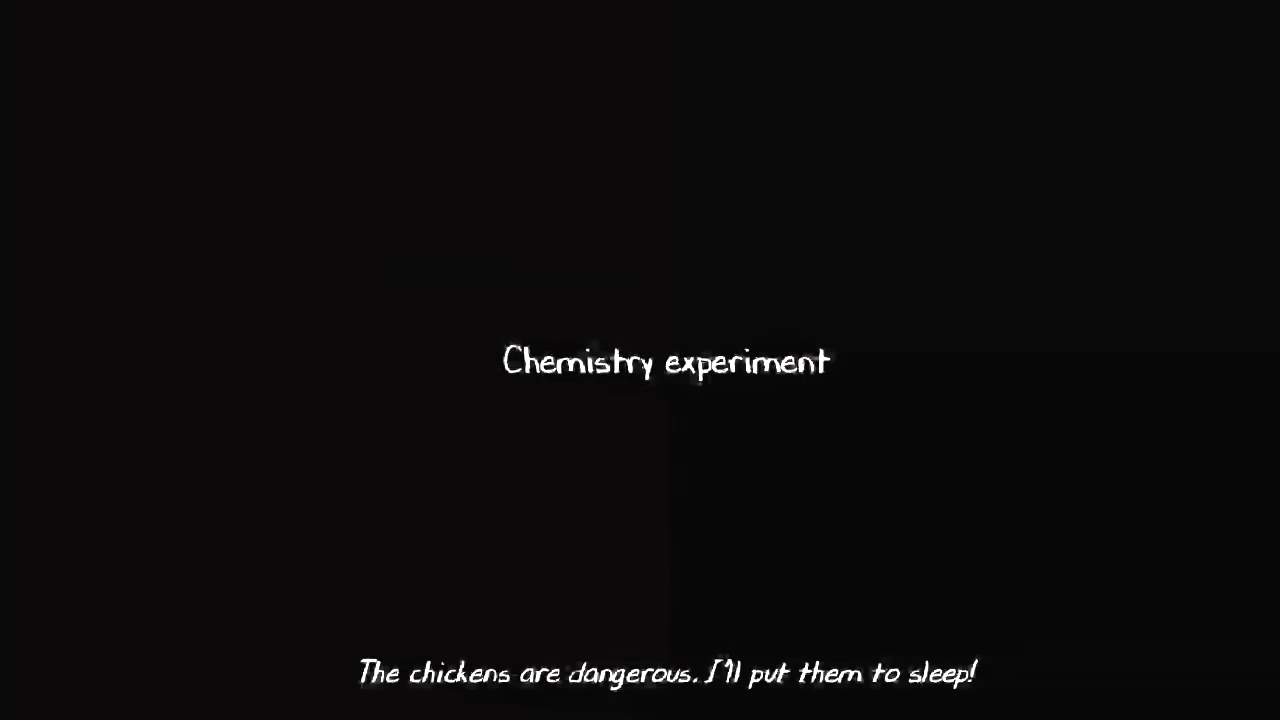 Chemistry experiment
The chickens are dangerous. I'll put them to sleep!